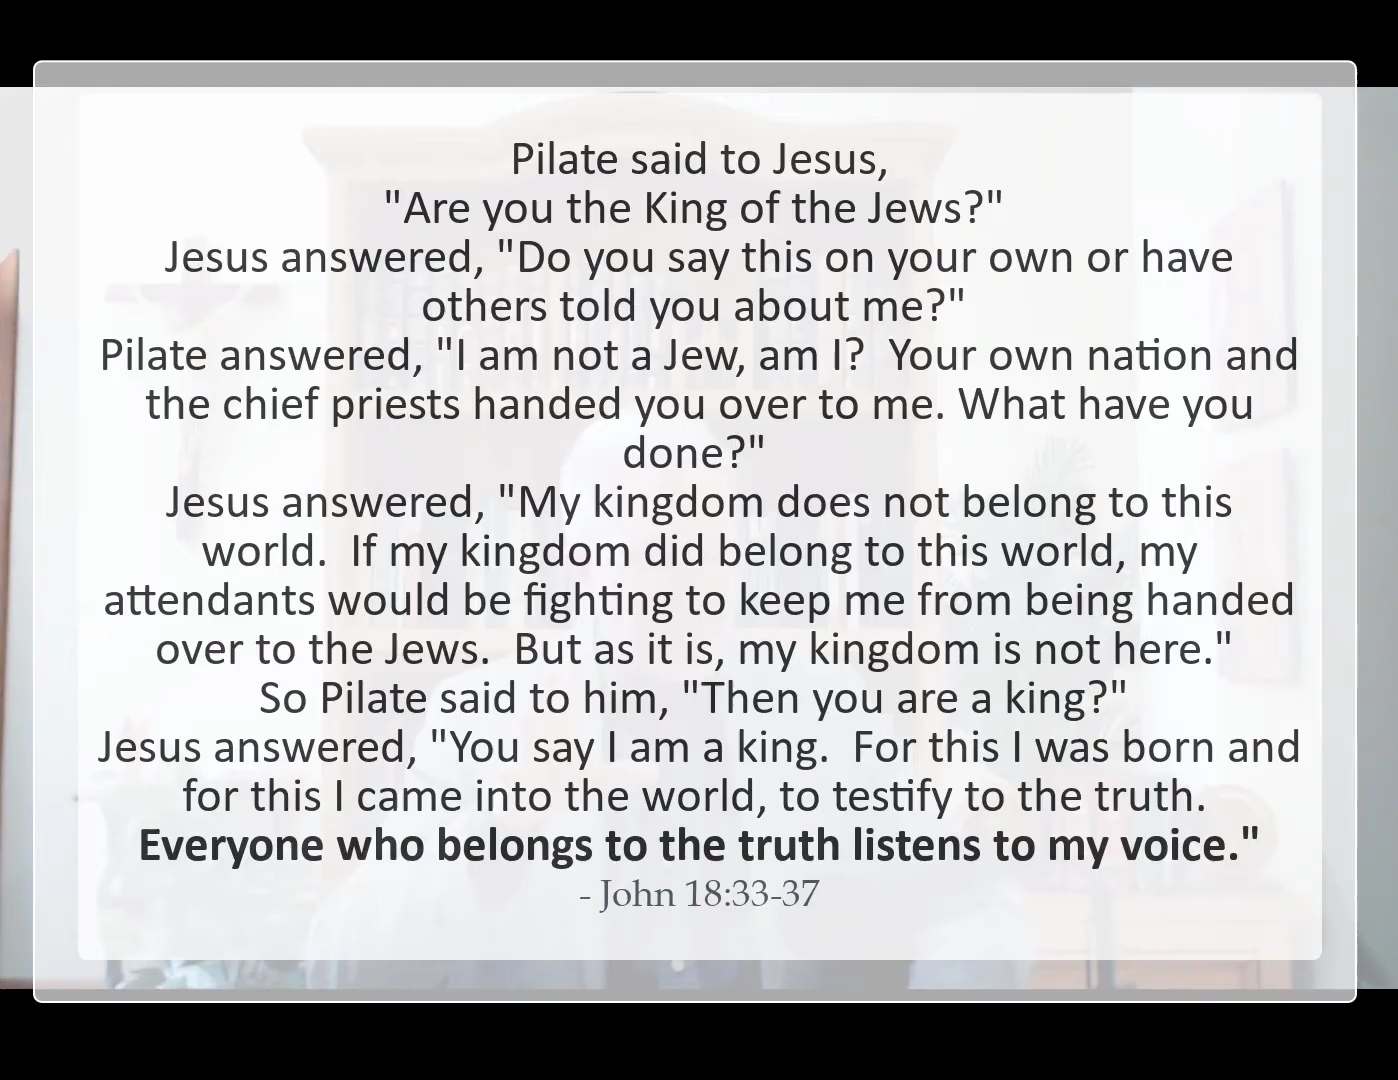 Pilate said to Jesus,
"Are you the King of the Jews?"
Jesus answered, "Do you say this on your own or have
others told you about me?"
Pilate answered, "I am not a Jew, am I?  Your own nation and
the chief priests handed you over to me. What have you
done?"
Jesus answered, "My kingdom does not belong to this
world.  If my kingdom did belong to this world, my
attendants would be fighting to keep me from being handed
over to the Jews.  But as it is, my kingdom is not here."
So Pilate said to him, "Then you are a king?"
Jesus answered, "You say I am a king.  For this I was born and
for this I came into the world, to testify to the truth.
Everyone who belongs to the truth listens to my voice."
- John 18:33-37